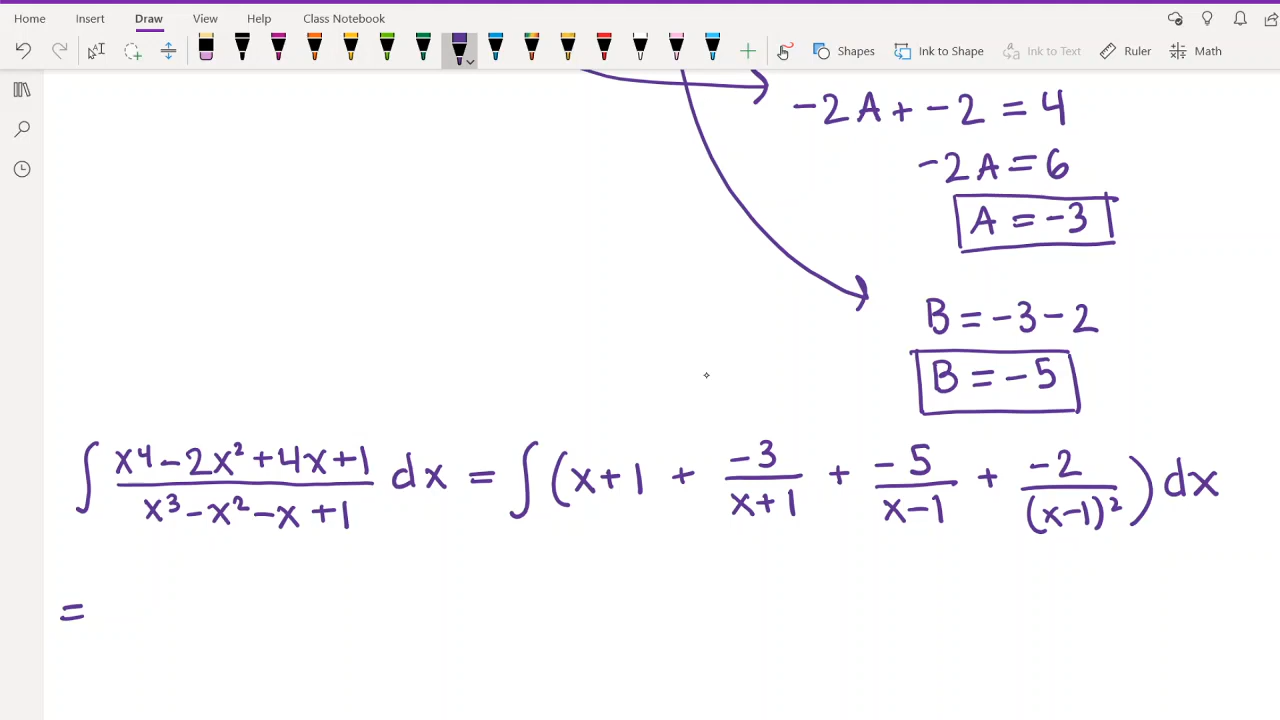 Home Insert Draw View Help Class Notebook
Shapes Ink to Shape Ink to Text Ruler Math
-2A + -2 = 4
-2A = 6
A = -3
B = -3 - 2
B = -5
∫ (x⁴ - 2x² + 4x + 1)/(x³ - x² - x + 1) dx = ∫ (x + 1 + -3/(x+1) + -5/(x-1) + -2/(x-1)²) dx
=